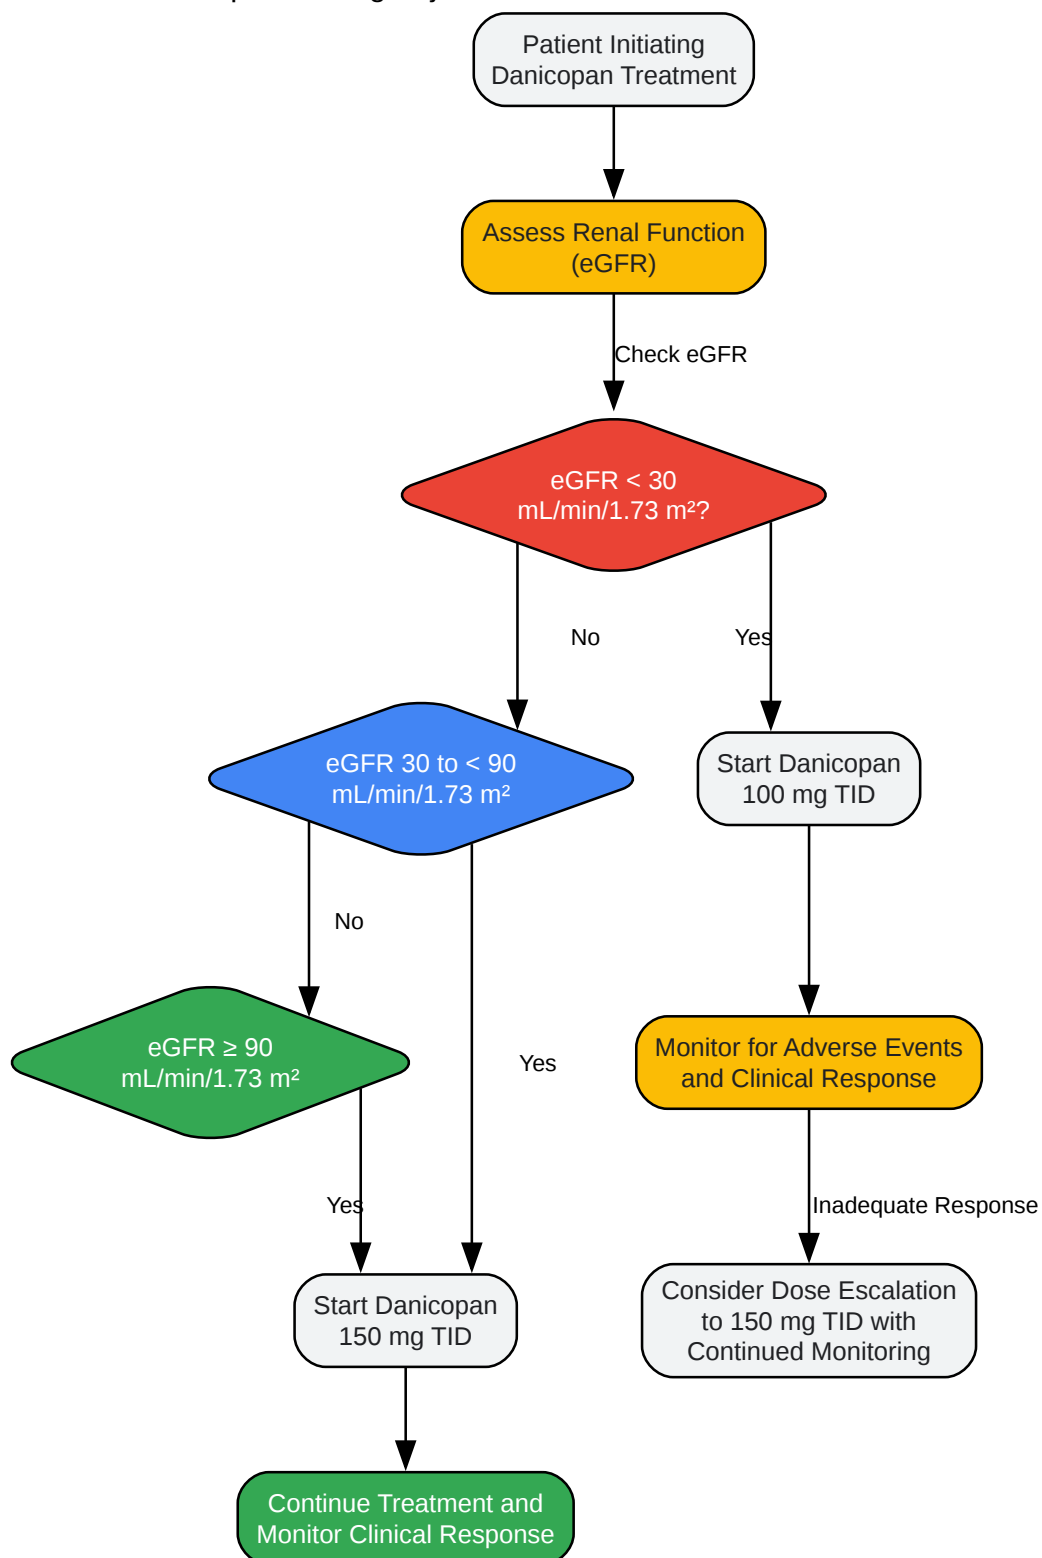 Patient Initiating
Danicopan Treatment
Assess Renal Function
(eGFR)
Check eGFR
eGFR < 30
mL/min/1.73 m²?
No
Yes
eGFR 30 to < 90
mL/min/1.73 m²
Start Danicopan
100 mg TID
No
eGFR ≥ 90
mL/min/1.73 m²
Yes
Monitor for Adverse Events
and Clinical Response
Yes
Inadequate Response
Start Danicopan
150 mg TID
Consider Dose Escalation
to 150 mg TID with
Continued Monitoring
Continue Treatment and
Monitor Clinical Response